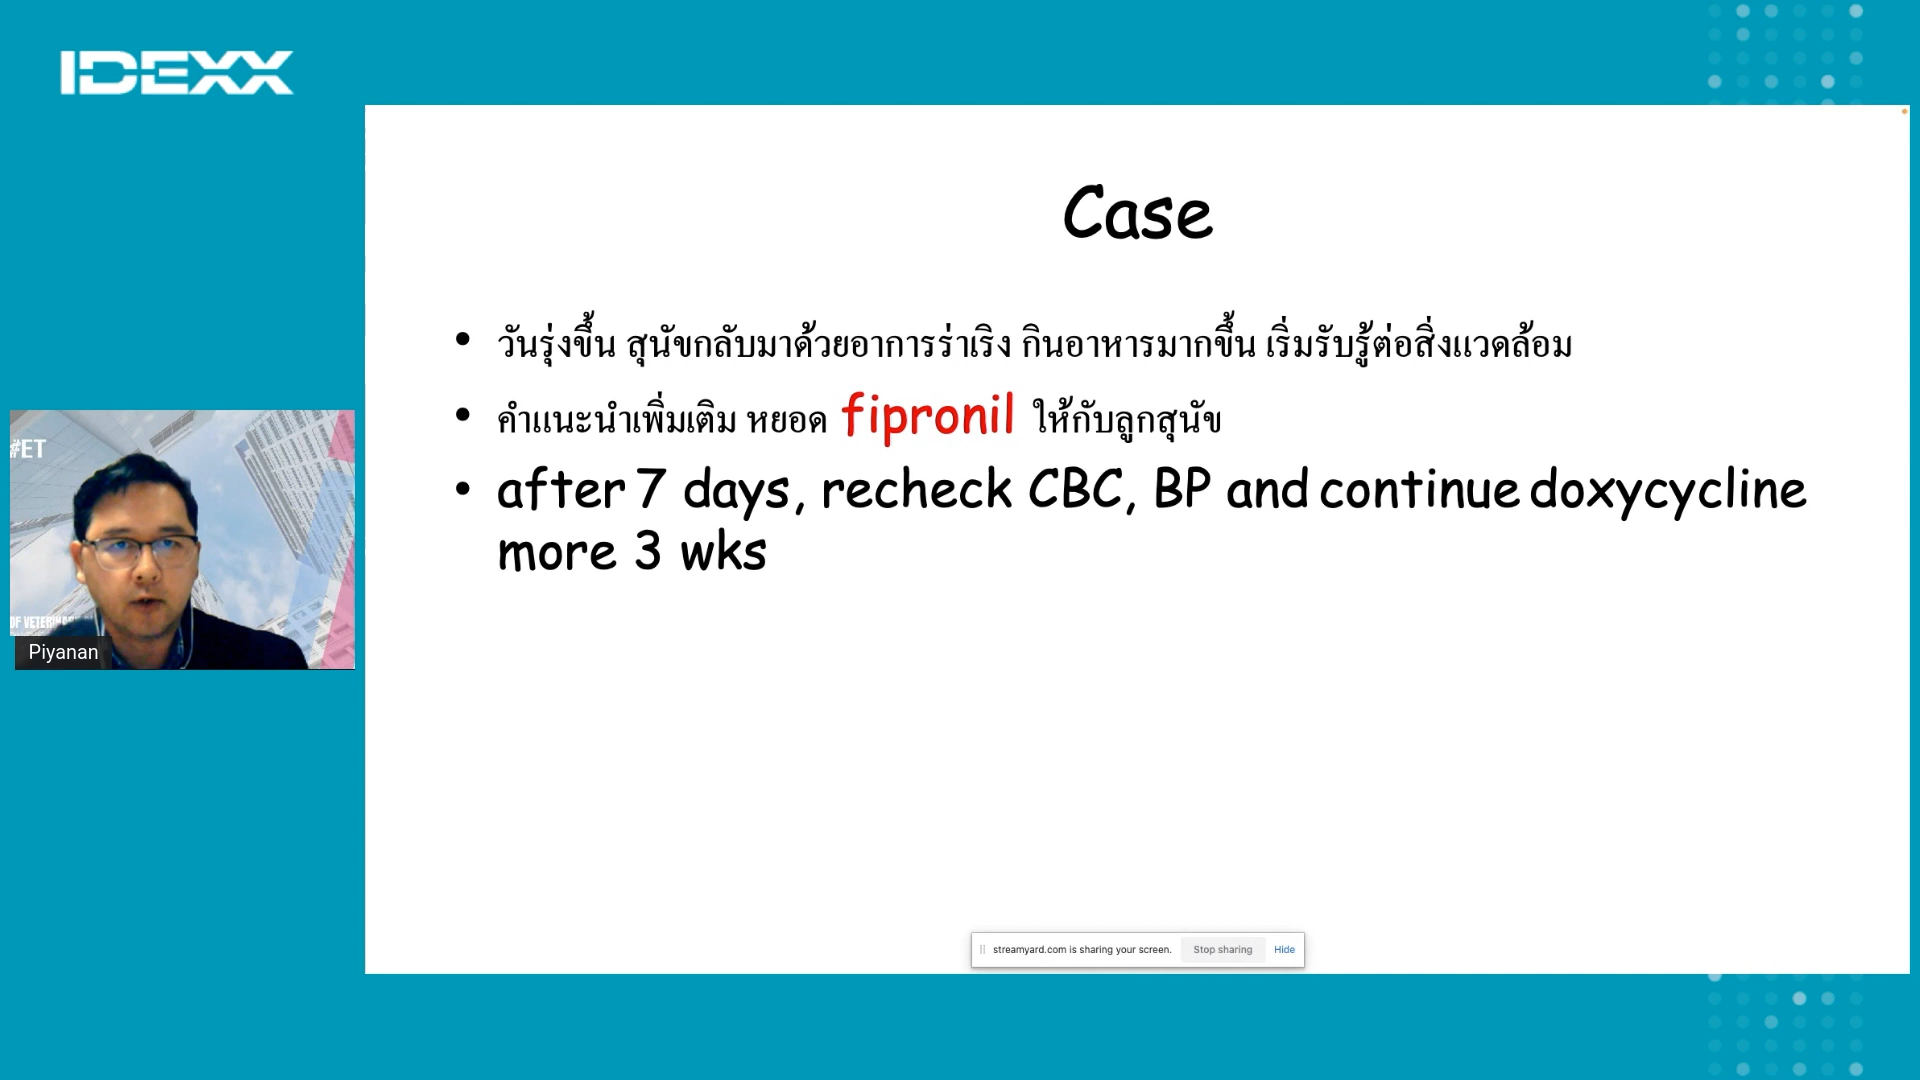 IDEXX
Case
• วันรุ่งขึ้น สุนัขกลับมาด้วยอาการร่าเริง กินอาหารมากขึ้น เริ่มรับรู้ต่อสิ่งแวดล้อม
• คำแนะนำเพิ่มเติม หยอด fipronil ให้กับลูกสุนัข
• after 7 days, recheck CBC, BP and continue doxycycline
more 3 wks
#ET
Piyanan
streamyard.com is sharing your screen. Stop sharing Hide